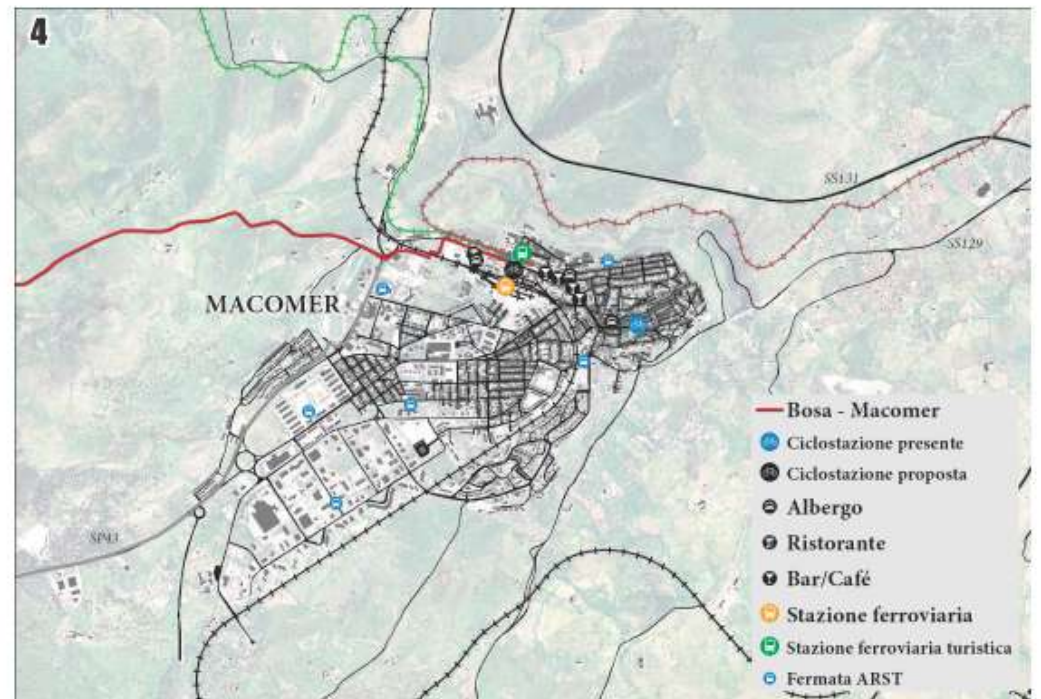 4
SS131
SS129
MACOMER
SP43
Bosa - Macomer
Ciclostazione presente
Ciclostazione proposta
Albergo
Ristorante
Bar/Café
Stazione ferroviaria
Stazione ferroviaria turistica
Fermata ARST